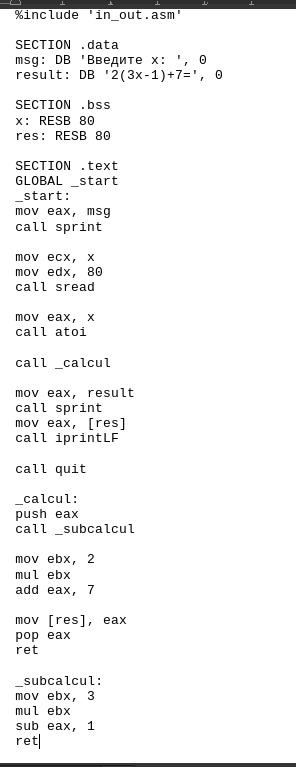 %include 'in_out.asm'
SECTION .data
msg: DB 'Введите x: ', 0
result: DB '2(3x-1)+7=', 0
SECTION .bss
x: RESB 80
res: RESB 80
SECTION .text
GLOBAL _start
_start:
mov eax, msg
call sprint
mov ecx, x
mov edx, 80
call sread
mov eax, x
call atoi
call _calcul
mov eax, result
call sprint
mov eax, [res]
call iprintLF
call quit
_calcul:
push eax
call _subcalcul
mov ebx, 2
mul ebx
add eax, 7
mov [res], eax
pop eax
ret
_subcalcul:
mov ebx, 3
mul ebx
sub eax, 1
ret